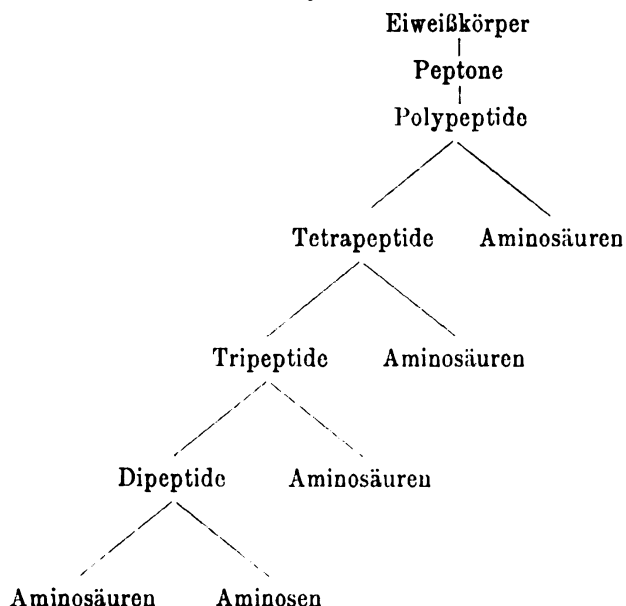 Eiweißkörper
Peptone
Polypeptide
Tetrapeptide Aminosäuren
Tripeptide Aminosäuren
Dipeptide Aminosäuren
Aminosäuren Aminosen